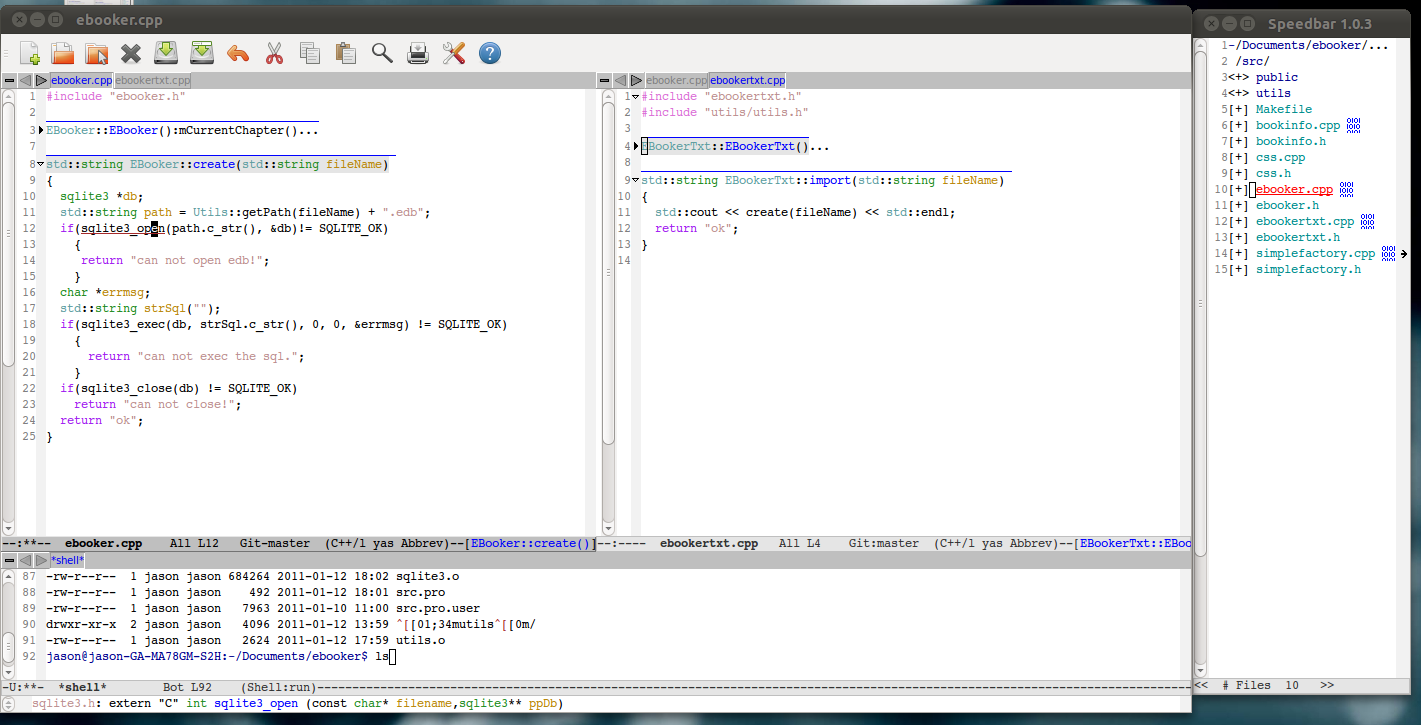 ebooker.cpp
ebooker.cpp ebookertxt.cpp
1 #include "ebooker.h"
2
3 EBooker::EBooker():mCurrentChapter()...
7
8 std::string EBooker::create(std::string fileName)
9 {
10 sqlite3 *db;
11 std::string path = Utils::getPath(fileName) + ".edb";
12 if(sqlite3_open(path.c_str(), &db)!= SQLITE_OK)
13 {
14 return "can not open edb!";
15 }
16 char *errmsg;
17 std::string strSql("");
18 if(sqlite3_exec(db, strSql.c_str(), 0, 0, &errmsg) != SQLITE_OK)
19 {
20 return "can not exec the sql.";
21 }
22 if(sqlite3_close(db) != SQLITE_OK)
23 return "can not close!";
24 return "ok";
25 }
--:**-- ebooker.cpp All L12 Git-master (C++/l yas Abbrev)--[EBooker::create()]
ebooker.cpp ebookertxt.cpp
1 #include "ebookertxt.h"
2 #include "utils/utils.h"
3
4 EBookerTxt::EBookerTxt()...
8
9 std::string EBookerTxt::import(std::string fileName)
10 {
11 std::cout << create(fileName) << std::endl;
12 return "ok";
13 }
14
--:---- ebookertxt.cpp All L4 Git:master (C++/l yas Abbrev)--[EBookerTxt::EBoo
*shell*
87 -rw-r--r-- 1 jason jason 684264 2011-01-12 18:02 sqlite3.o
88 -rw-r--r-- 1 jason jason 492 2011-01-12 18:01 src.pro
89 -rw-r--r-- 1 jason jason 7963 2011-01-10 11:00 src.pro.user
90 drwxr-xr-x 2 jason jason 4096 2011-01-12 13:59 ^[[01;34mutils^[[0m/
91 -rw-r--r-- 1 jason jason 2624 2011-01-12 17:59 utils.o
92 jason@jason-GA-MA78GM-S2H:~/Documents/ebooker$ ls
-U:**- *shell* Bot L92 (Shell:run)---
sqlite3.h: extern "C" int sqlite3_open (const char* filename,sqlite3** ppDb)
Speedbar 1.0.3
1 ~/Documents/ebooker/...
2 /src/
3 <+> public
4 <+> utils
5 [+] Makefile
6 [+] bookinfo.cpp
7 [+] bookinfo.h
8 [+] css.cpp
9 [+] css.h
10 [+] ebooker.cpp
11 [+] ebooker.h
12 [+] ebookertxt.cpp
13 [+] ebookertxt.h
14 [+] simplefactory.cpp
15 [+] simplefactory.h
<< # Files 10 >>